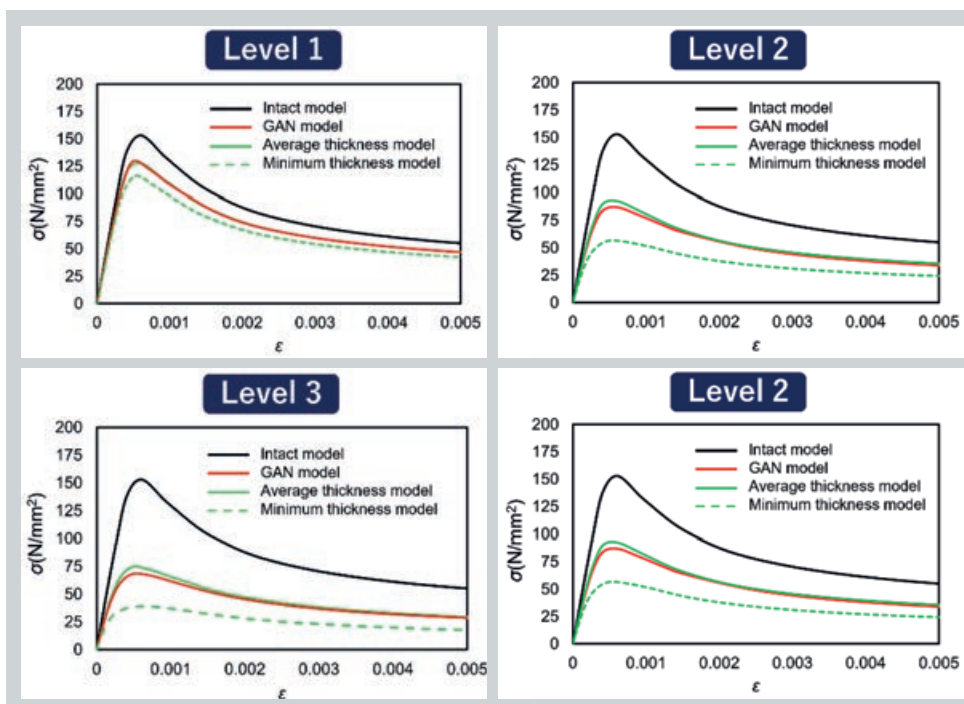 Level 1
200
175
150
125
100
75
50
25
0
σ(N/mm²)
Intact model
GAN model
Average thickness model
Minimum thickness model
0 0.001 0.002 0.003 0.004 0.005
ε
Level 2
200
175
150
125
100
75
50
25
0
σ(N/mm²)
Intact model
GAN model
Average thickness model
Minimum thickness model
0 0.001 0.002 0.003 0.004 0.005
ε
Level 3
200
175
150
125
100
75
50
25
0
σ(N/mm²)
Intact model
GAN model
Average thickness model
Minimum thickness model
0 0.001 0.002 0.003 0.004 0.005
ε
Level 2
200
175
150
125
100
75
50
25
0
σ(N/mm²)
Intact model
GAN model
Average thickness model
Minimum thickness model
0 0.001 0.002 0.003 0.004 0.005
ε